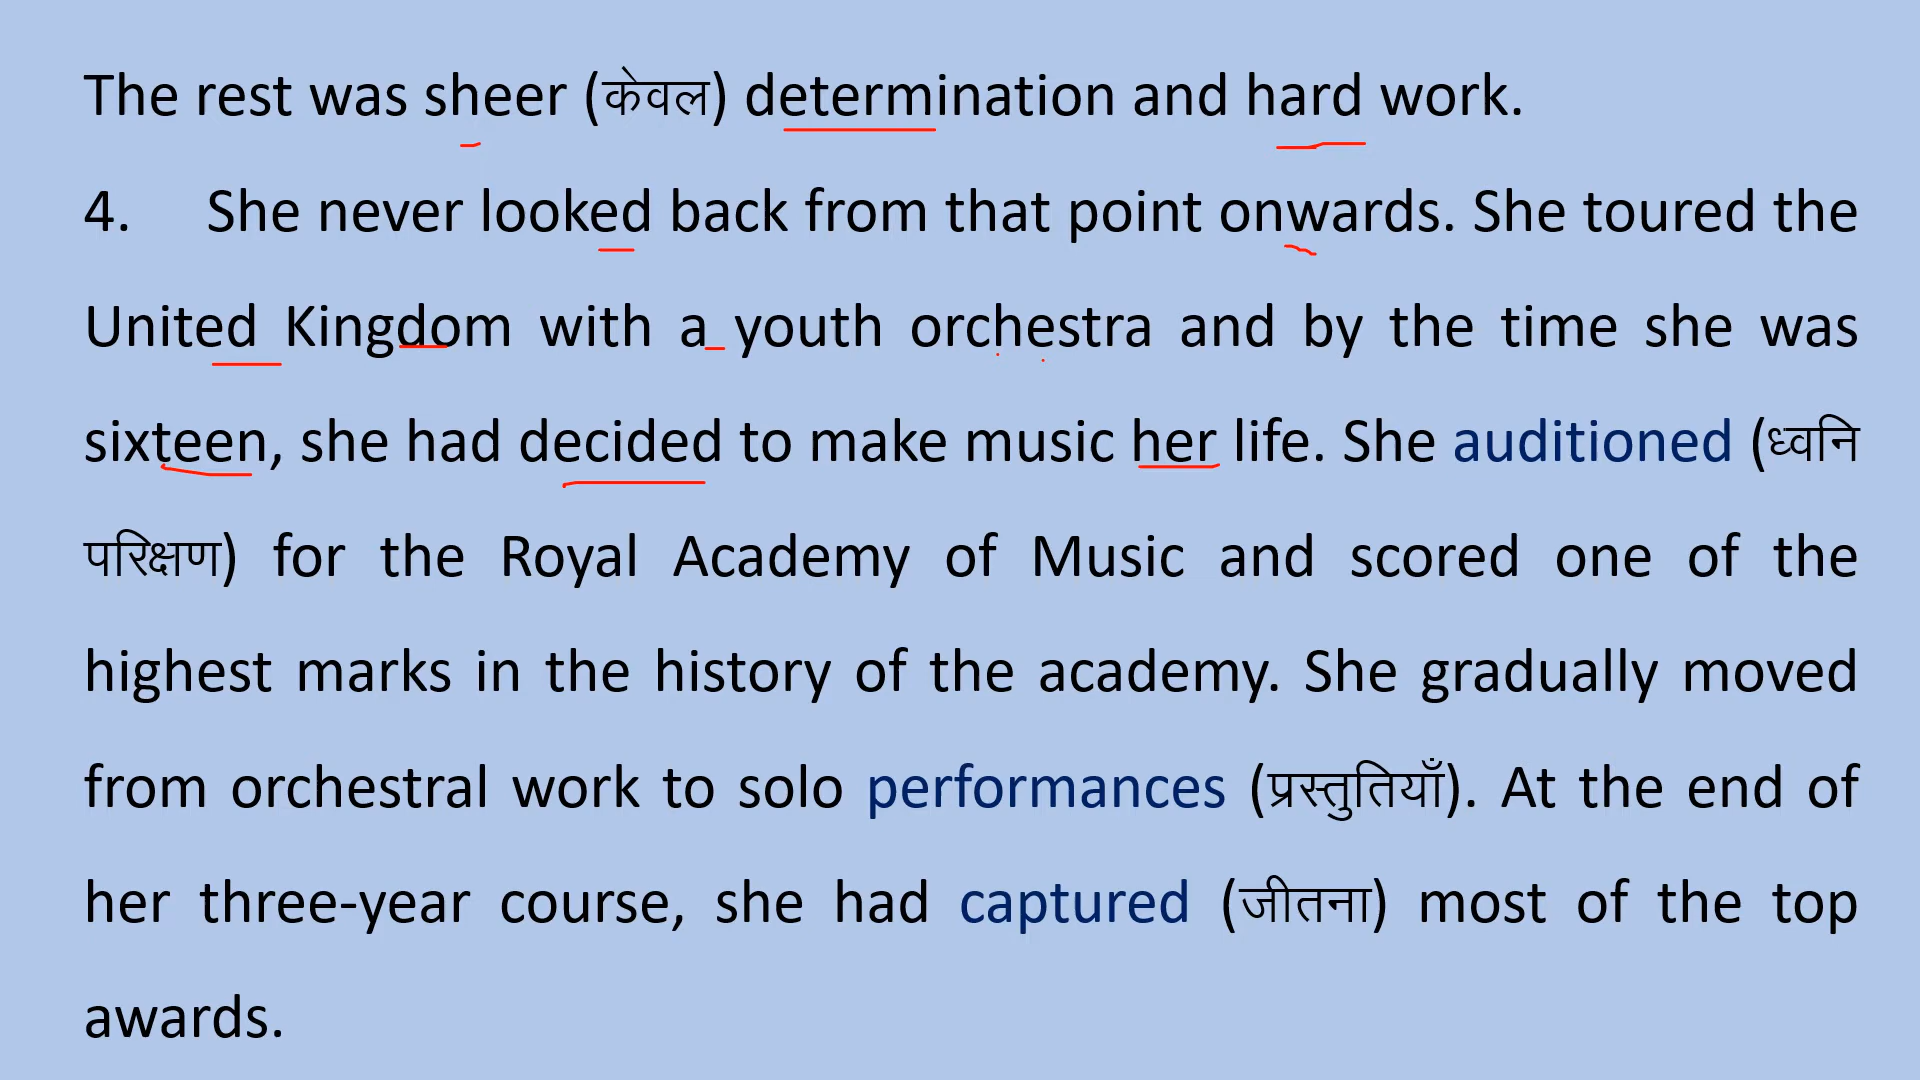 The rest was sheer (केवल) determination and hard work.
4. She never looked back from that point onwards. She toured the
United Kingdom with a youth orchestra and by the time she was
sixteen, she had decided to make music her life. She auditioned (ध्वनि
परिक्षण) for the Royal Academy of Music and scored one of the
highest marks in the history of the academy. She gradually moved
from orchestral work to solo performances (प्रस्तुतियाँ). At the end of
her three-year course, she had captured (जीतना) most of the top
awards.